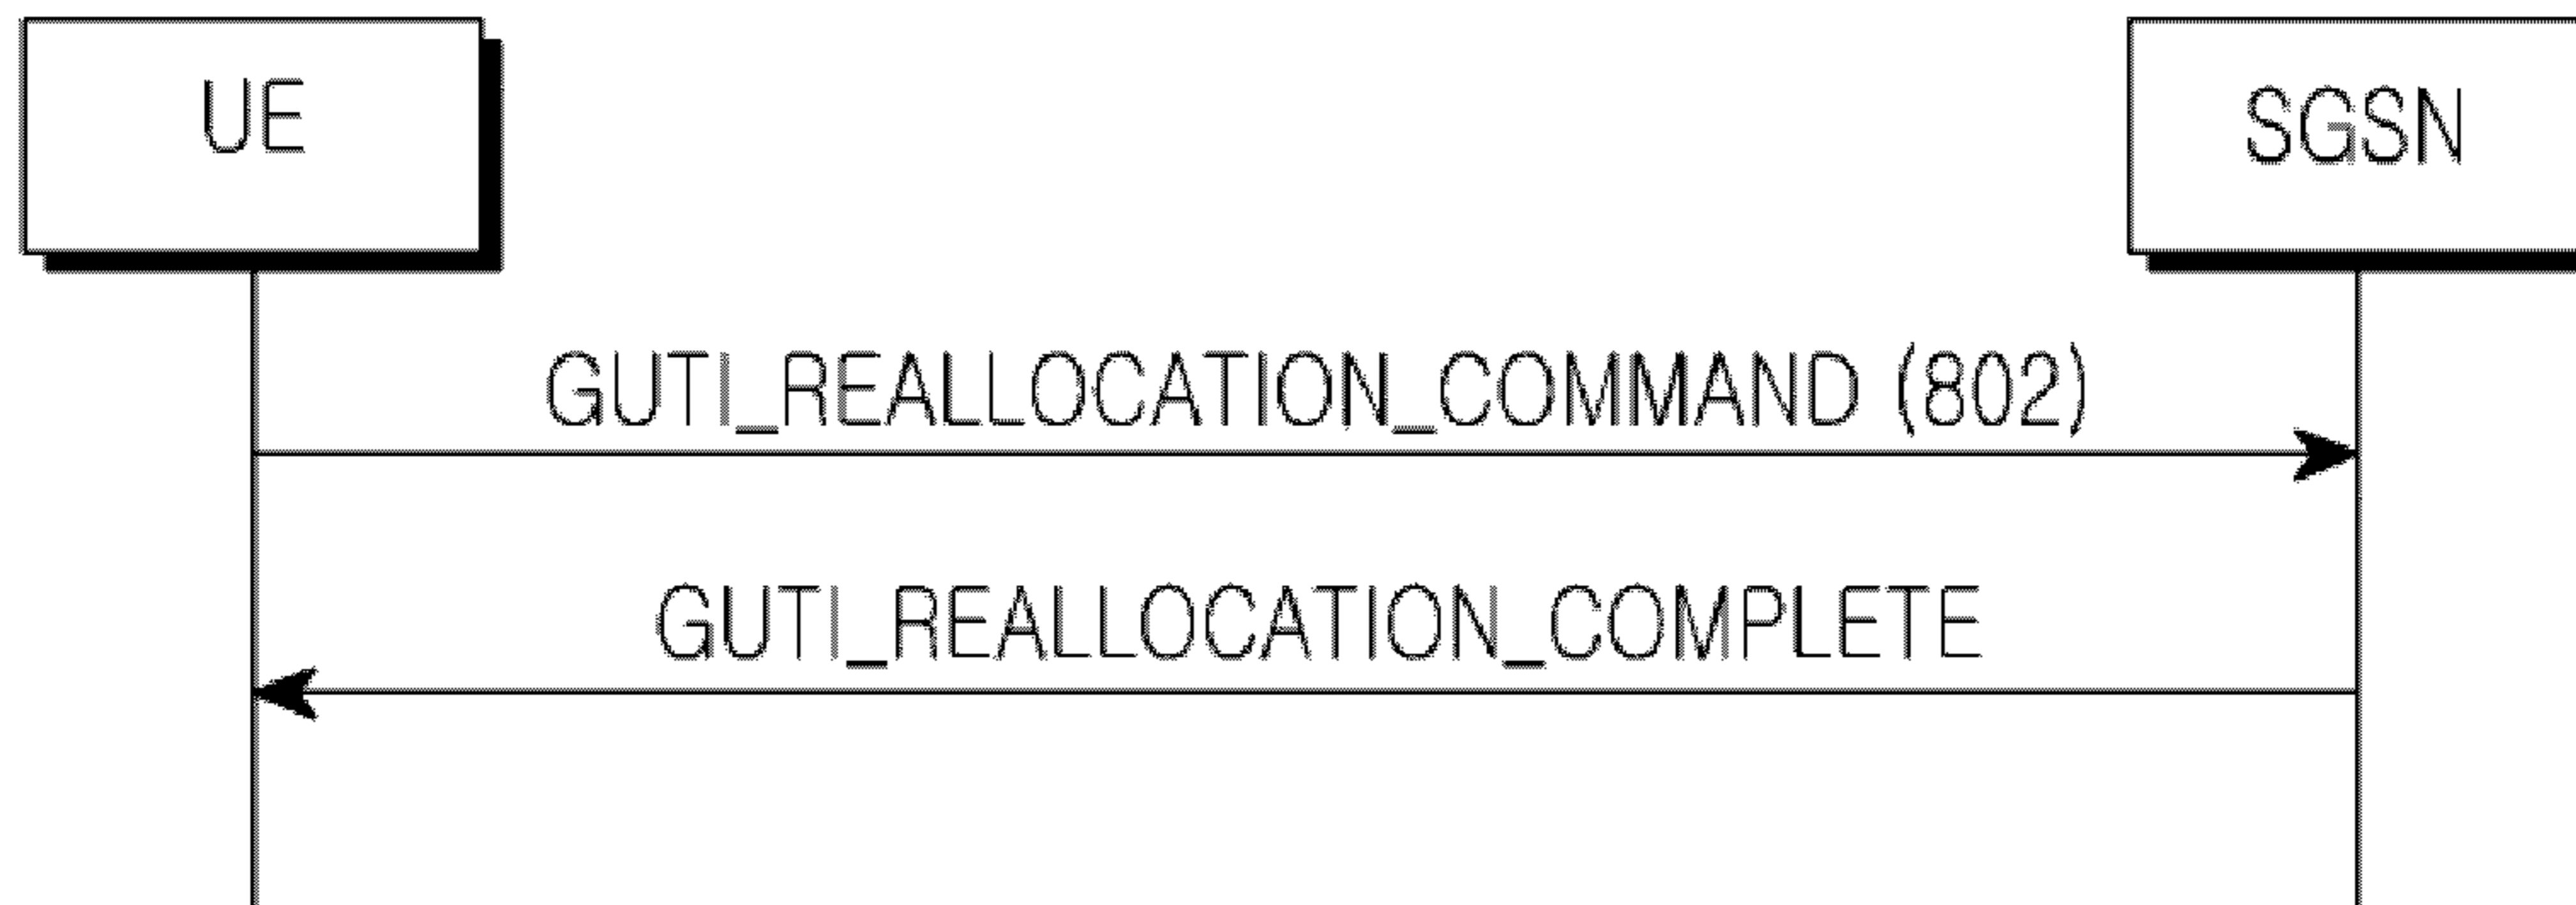 UE
SGSN
GUTI_REALLOCATION_COMMAND (802)
GUTI_REALLOCATION_COMPLETE